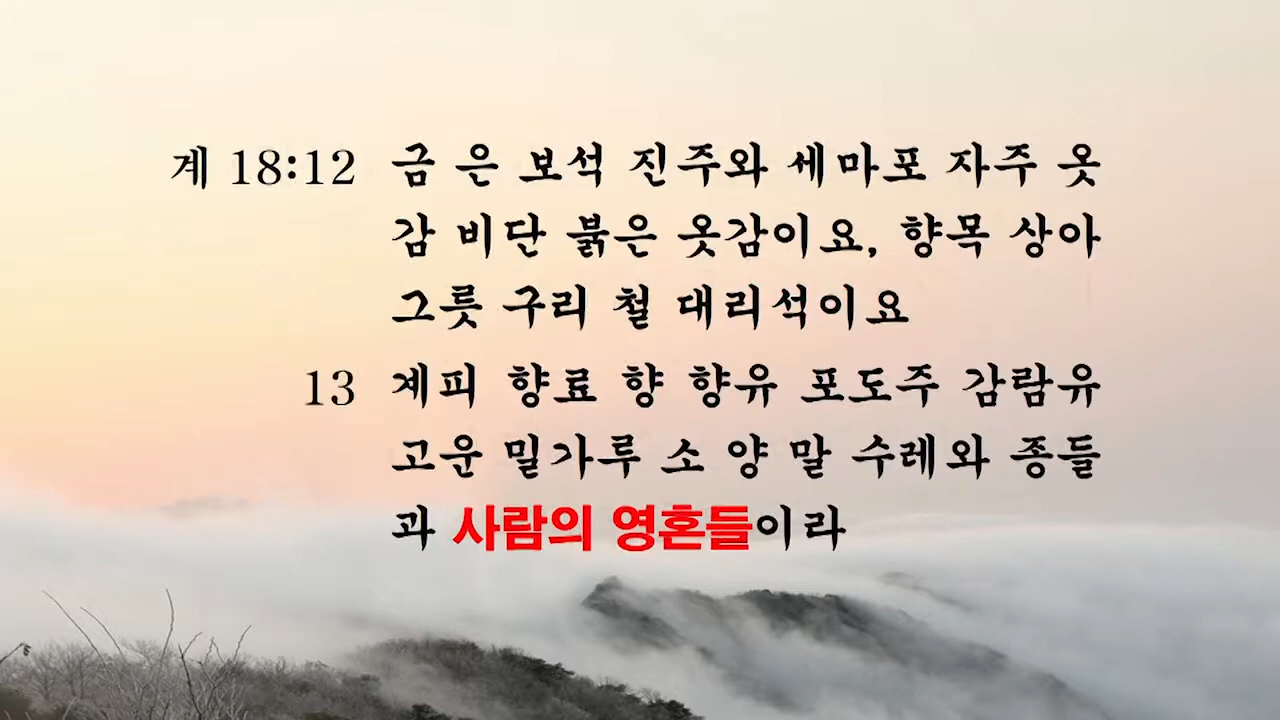 계 18:12 금 은 보석 진주와 세마포 자주 옷
감 비단 붉은 옷감이요, 향목 상아
그릇 구리 철 대리석이요
13 계피 향료 향 향유 포도주 감람유
고운 밀가루 소 양 말 수레와 종들
과 사람의 영혼들이라